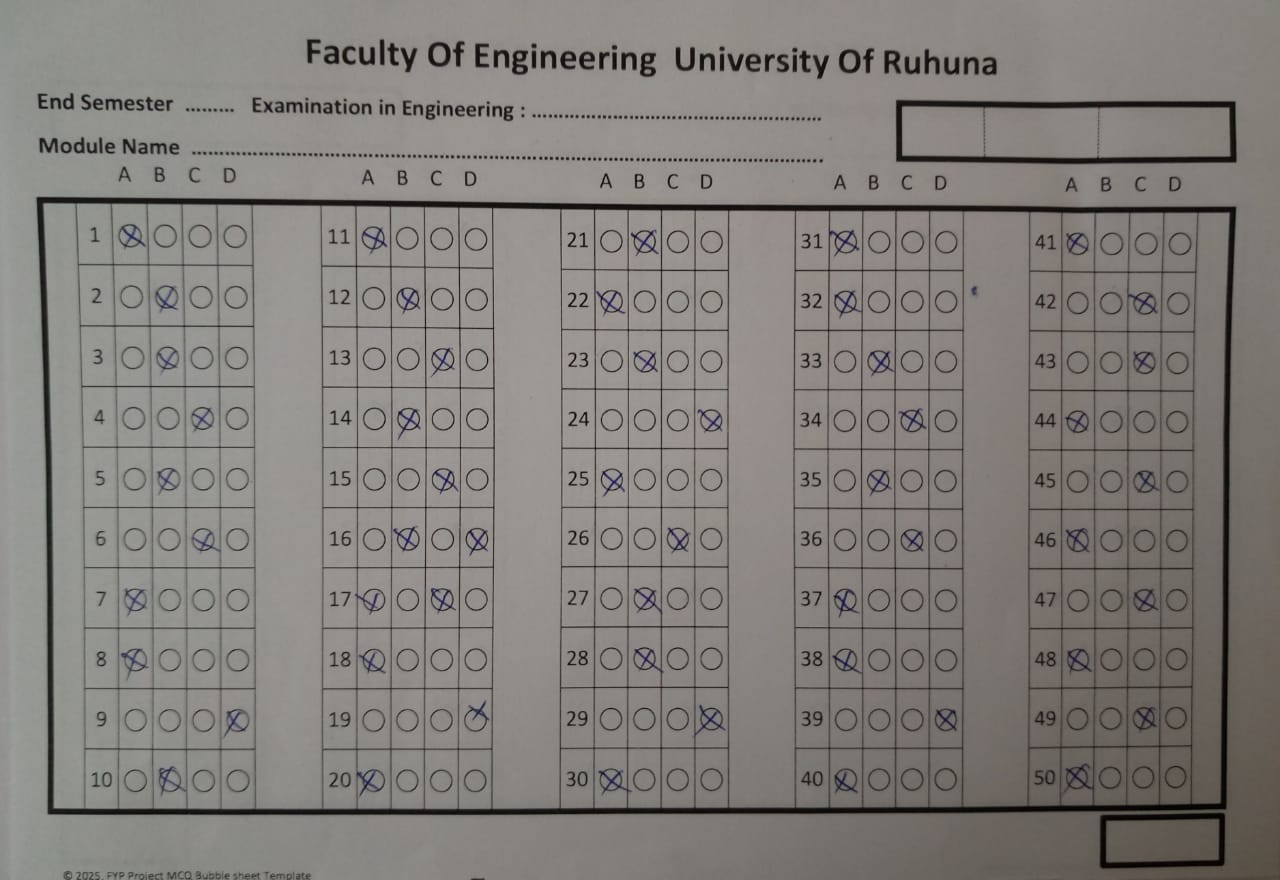 Faculty Of Engineering University Of Ruhuna
End Semester ......... Examination in Engineering : ........................................................
Module Name ........................................................................................................................
A B C D A B C D A B C D A B C D A B C D
1 11 21 31 41
2 12 22 32 42
3 13 23 33 43
4 14 24 34 44
5 15 25 35 45
6 16 26 36 46
7 17 27 37 47
8 18 28 38 48
9 19 29 39 49
10 20 30 40 50
© 2025, FYP Project MCQ Bubble sheet Template